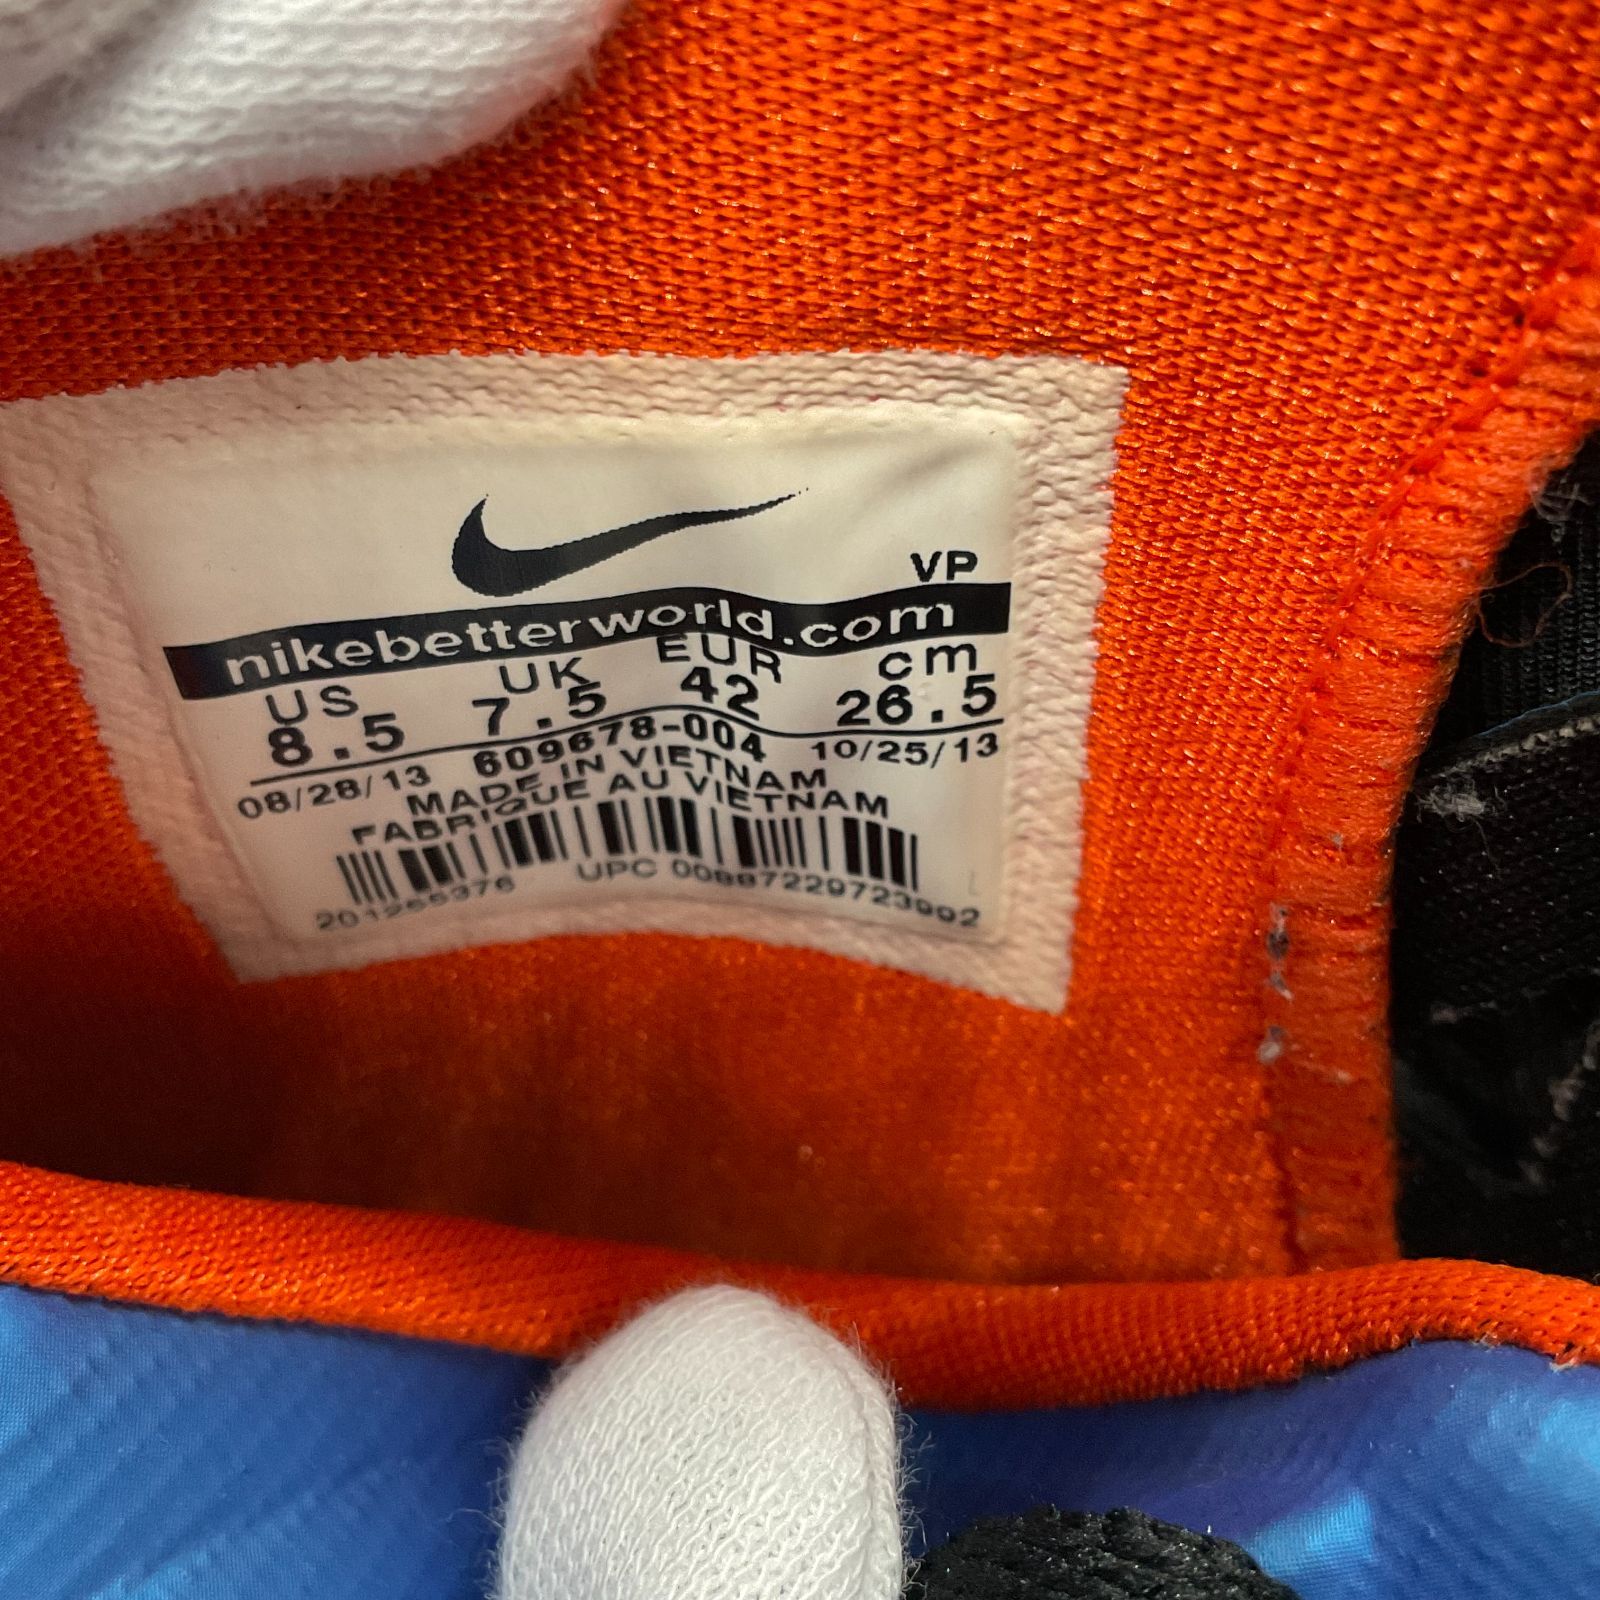 VP
nikebetterworld.com
US UK EUR cm
8.5 7.5 42 26.5
08/28/13 609678-004 10/25/13
MADE IN VIETNAM
FABRIQUE AU VIETNAM
UPC 00887229723992